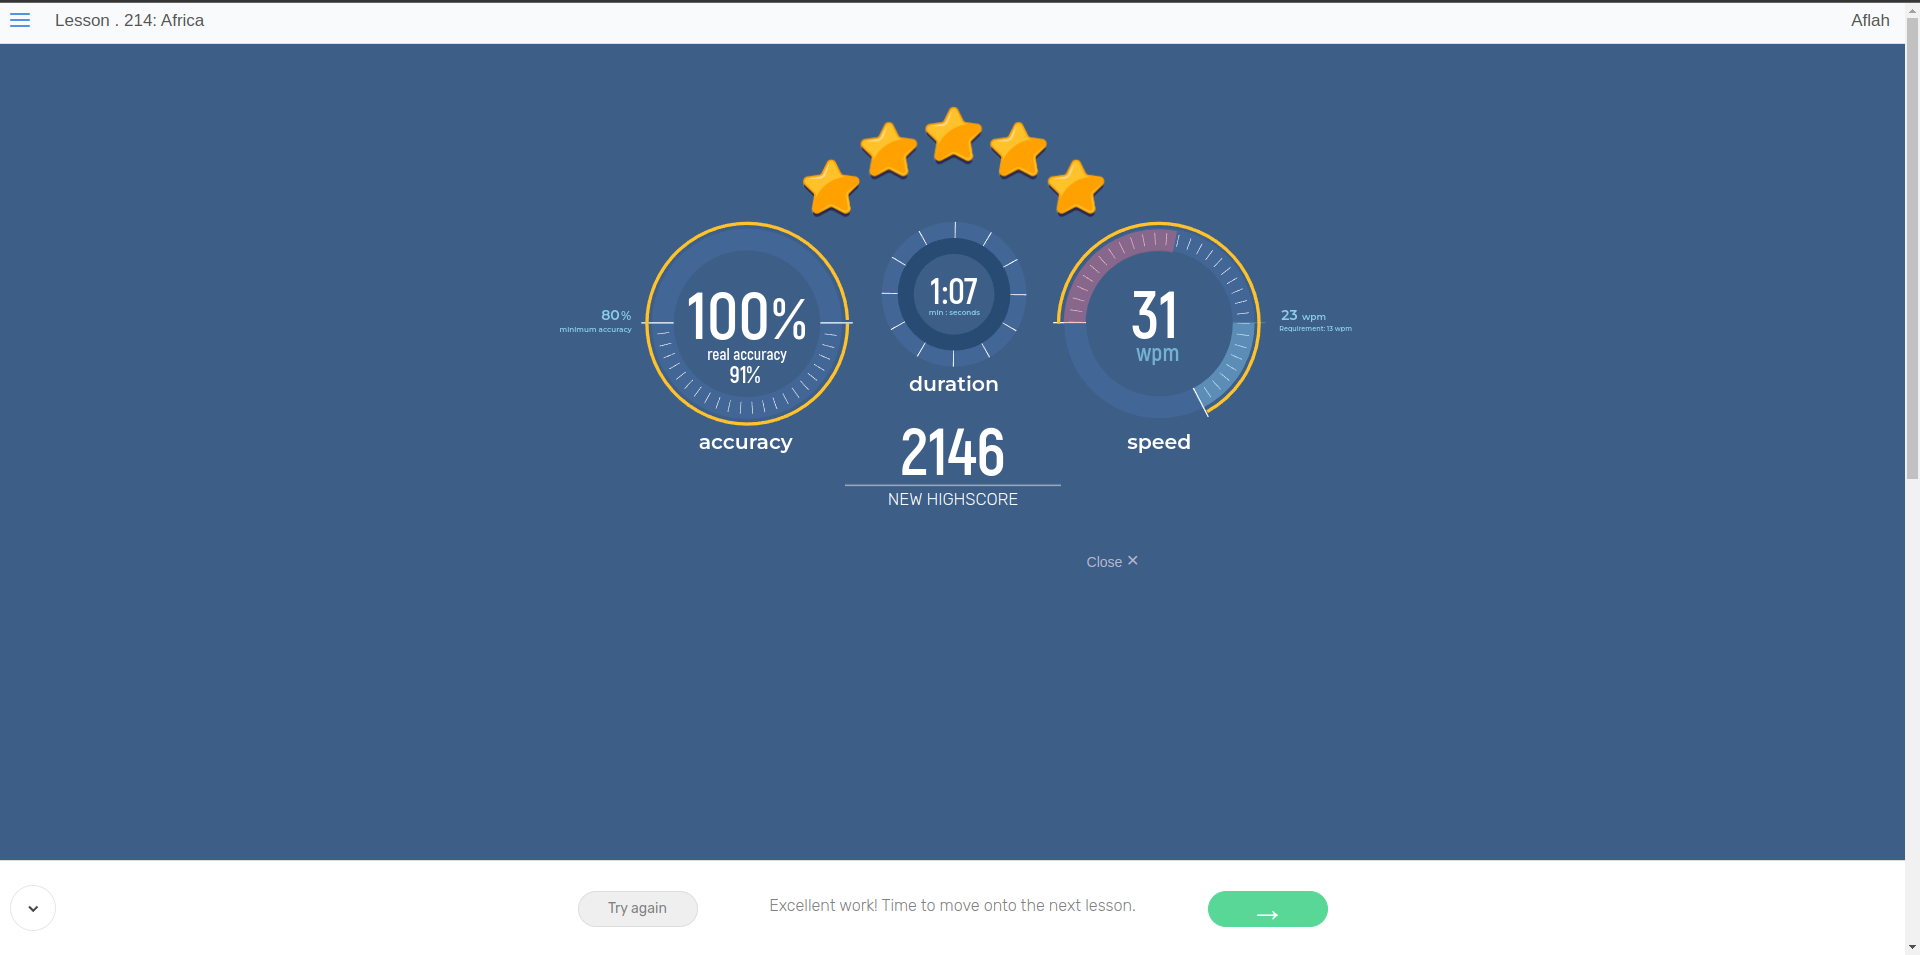 Lesson . 214: Africa
Aflah
100%
real accuracy
91%
80%
minimum accuracy
accuracy
1:07
min : seconds
duration
31
wpm
23 wpm
Requirement: 13 wpm
speed
2146
NEW HIGHSCORE
Close ✕
Try again
Excellent work! Time to move onto the next lesson.
→